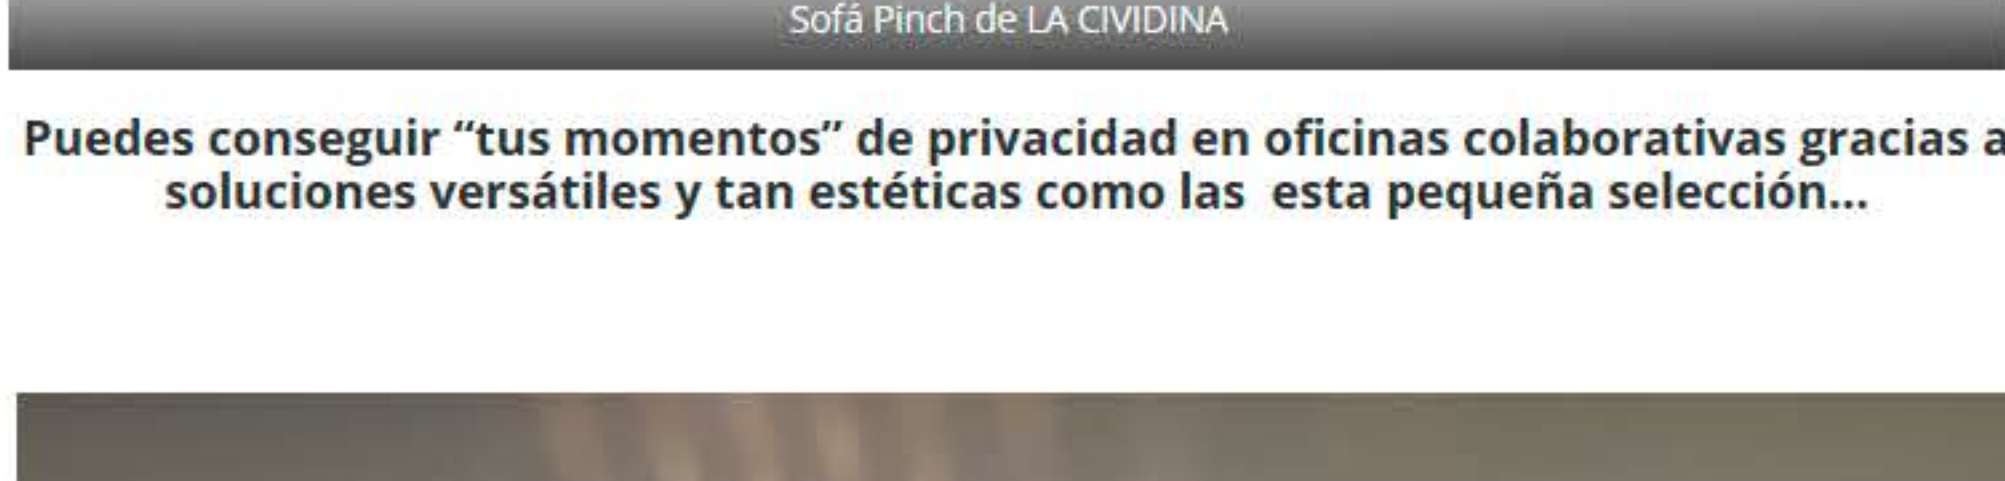 Sofá Pinch de LA CIVIDINA
Puedes conseguir “tus momentos” de privacidad en oficinas colaborativas gracias a
soluciones versátiles y tan estéticas como las  esta pequeña selección...